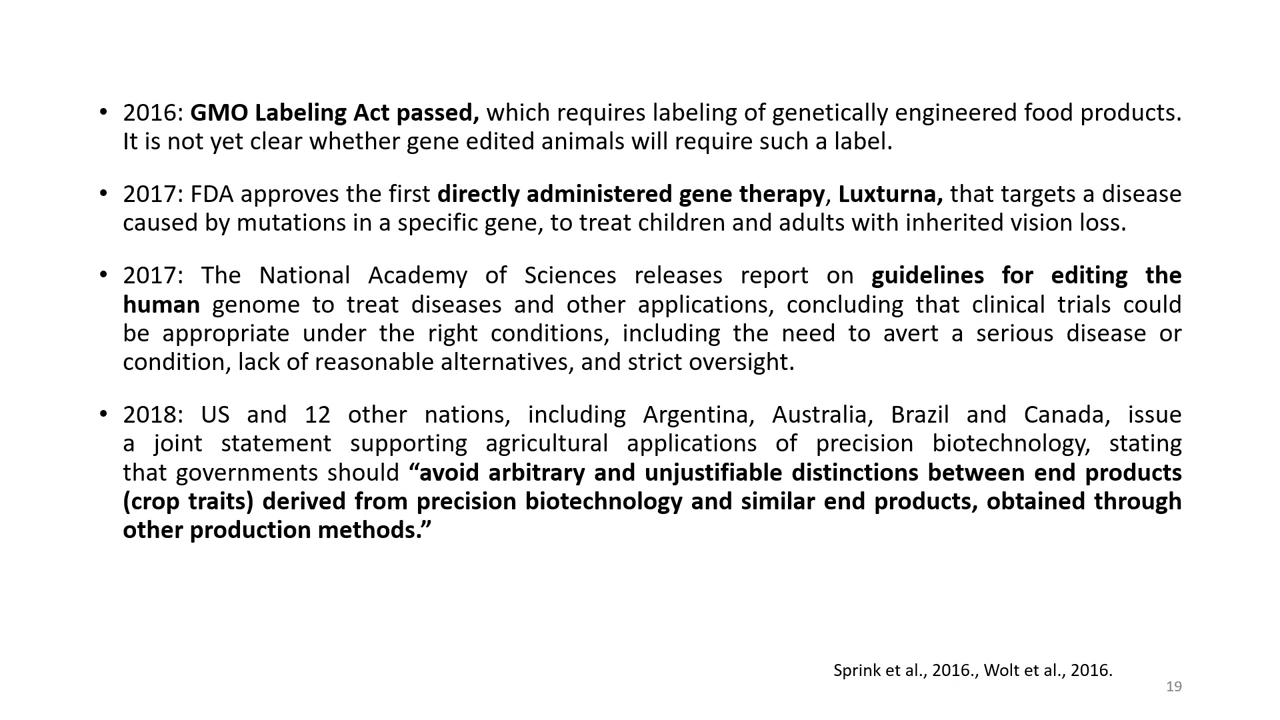 • 2016: GMO Labeling Act passed, which requires labeling of genetically engineered food products.
It is not yet clear whether gene edited animals will require such a label.
• 2017: FDA approves the first directly administered gene therapy, Luxturna, that targets a disease
caused by mutations in a specific gene, to treat children and adults with inherited vision loss.
• 2017: The National Academy of Sciences releases report on guidelines for editing the
human genome to treat diseases and other applications, concluding that clinical trials could
be appropriate under the right conditions, including the need to avert a serious disease or
condition, lack of reasonable alternatives, and strict oversight.
• 2018: US and 12 other nations, including Argentina, Australia, Brazil and Canada, issue
a joint statement supporting agricultural applications of precision biotechnology, stating
that governments should “avoid arbitrary and unjustifiable distinctions between end products
(crop traits) derived from precision biotechnology and similar end products, obtained through
other production methods.”
Sprink et al., 2016., Wolt et al., 2016.
19